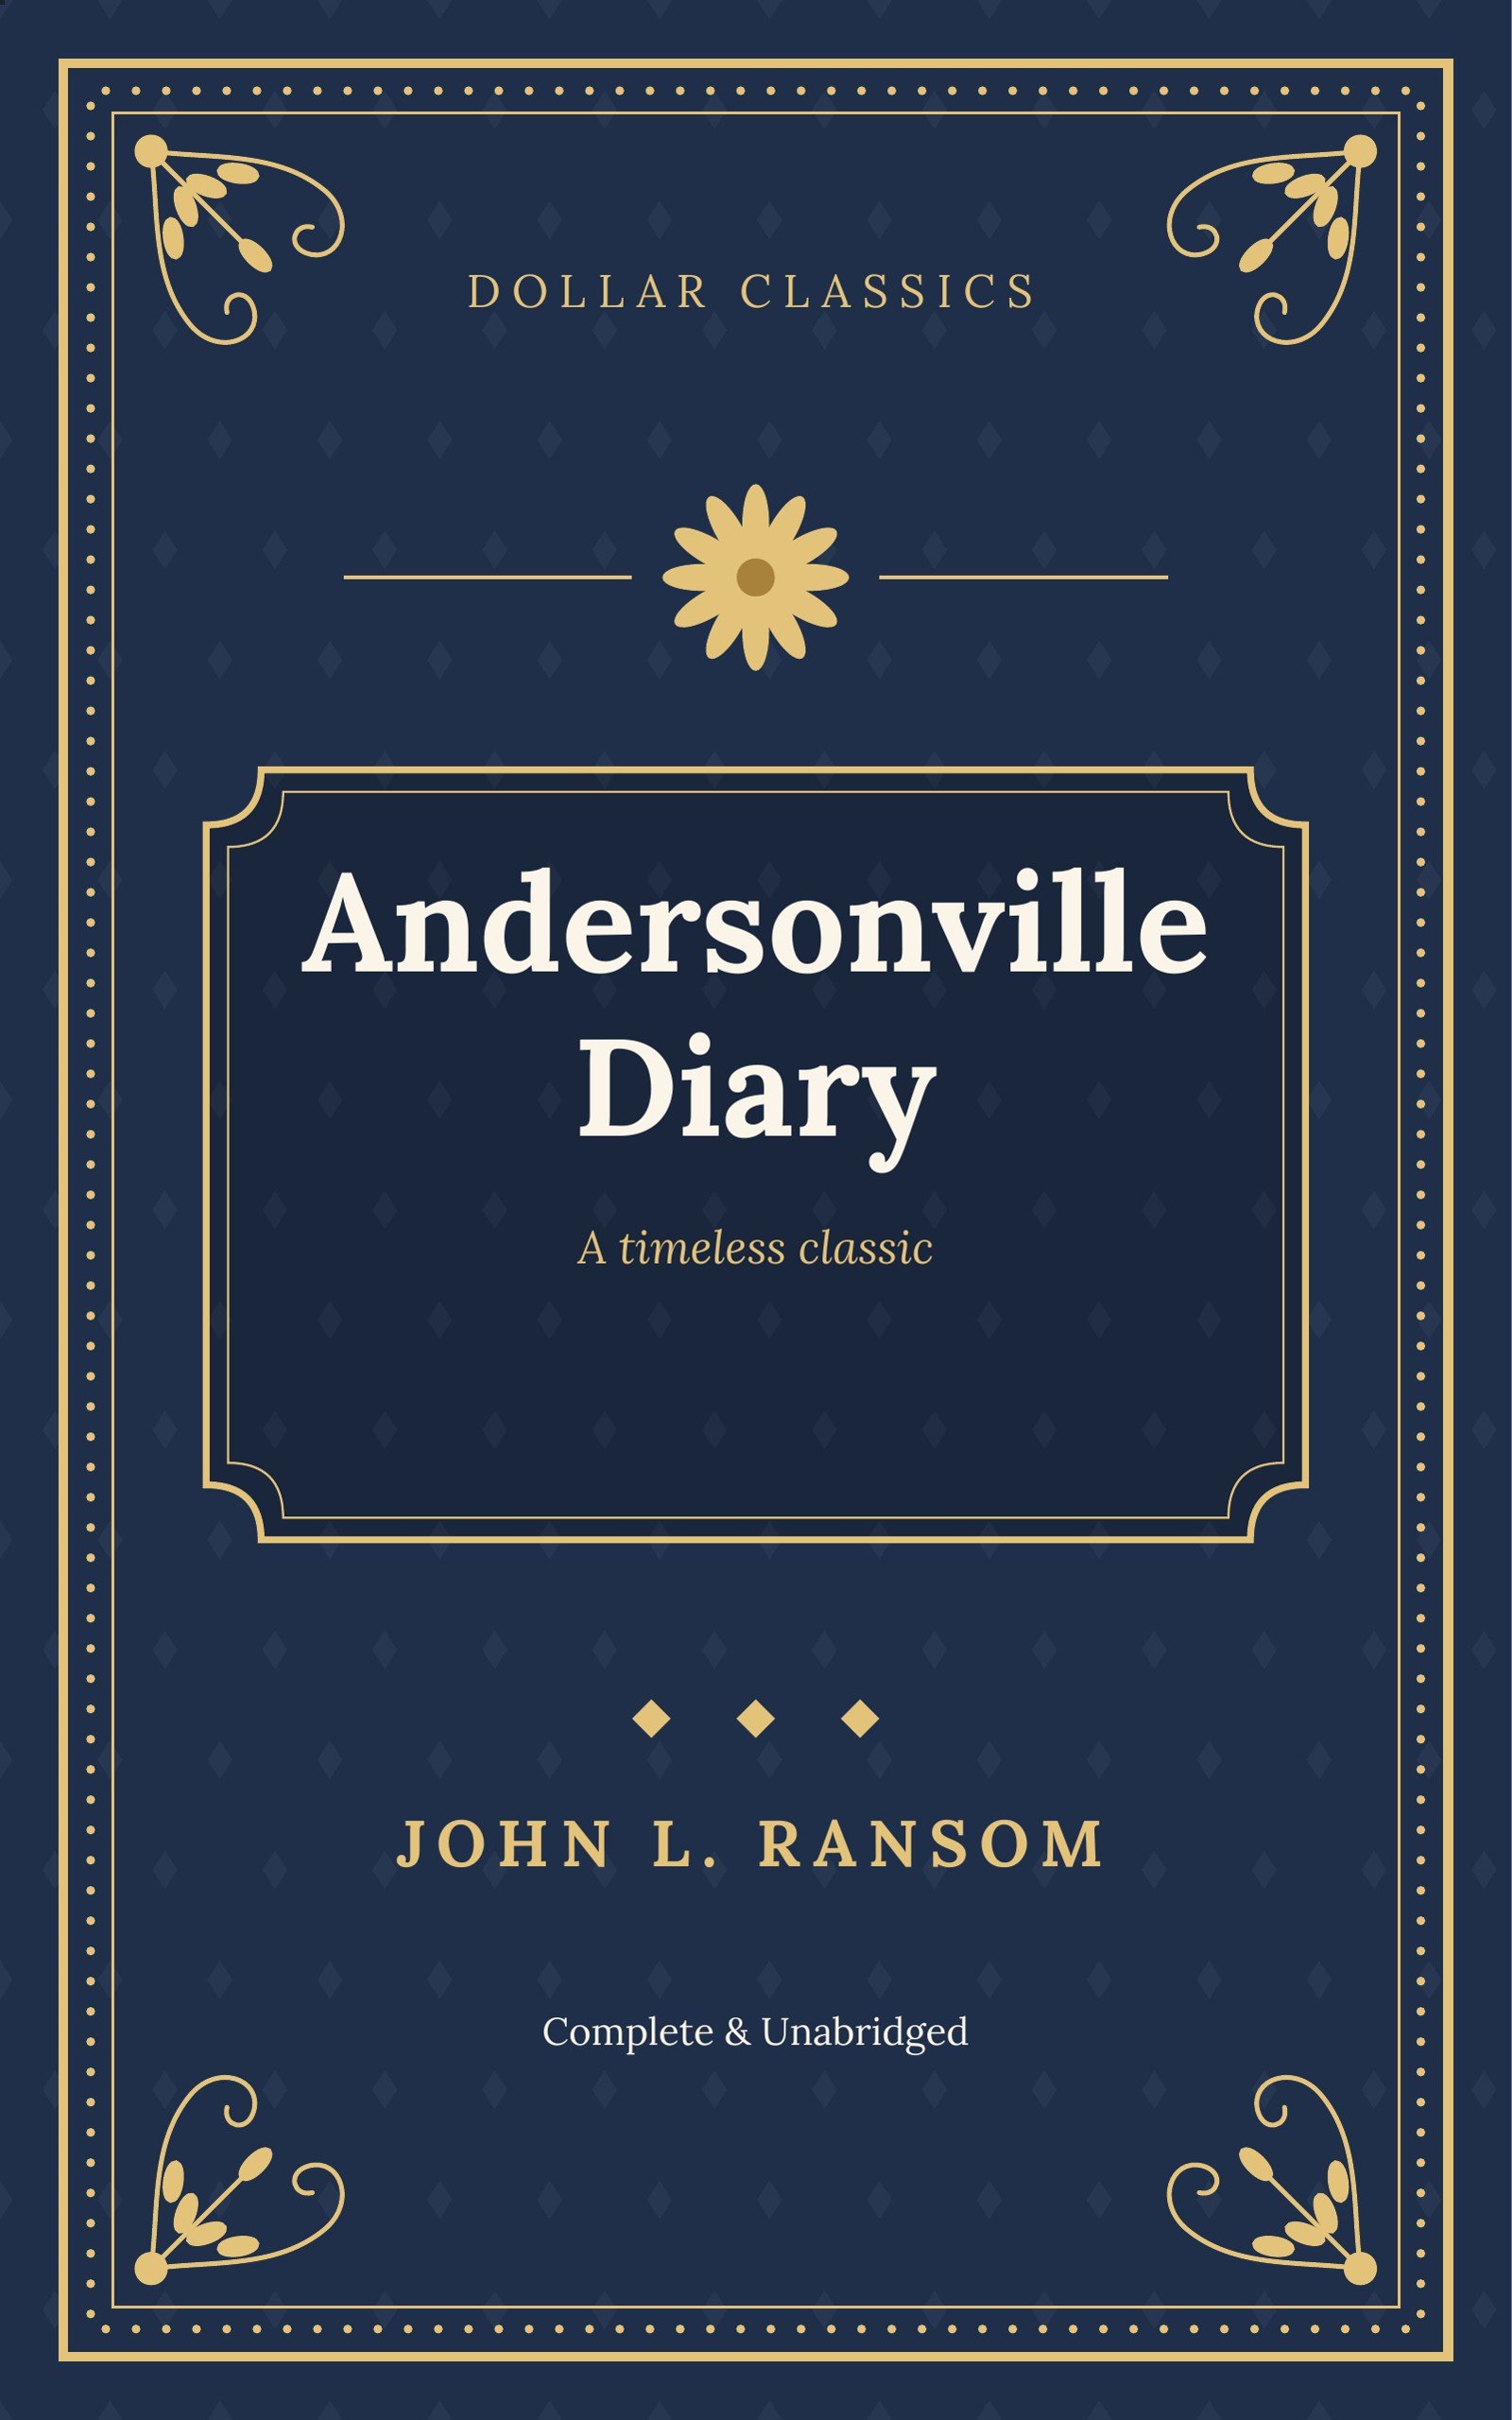 DOLLAR CLASSICS
Andersonville
Diary
A timeless classic
JOHN L. RANSOM
Complete & Unabridged